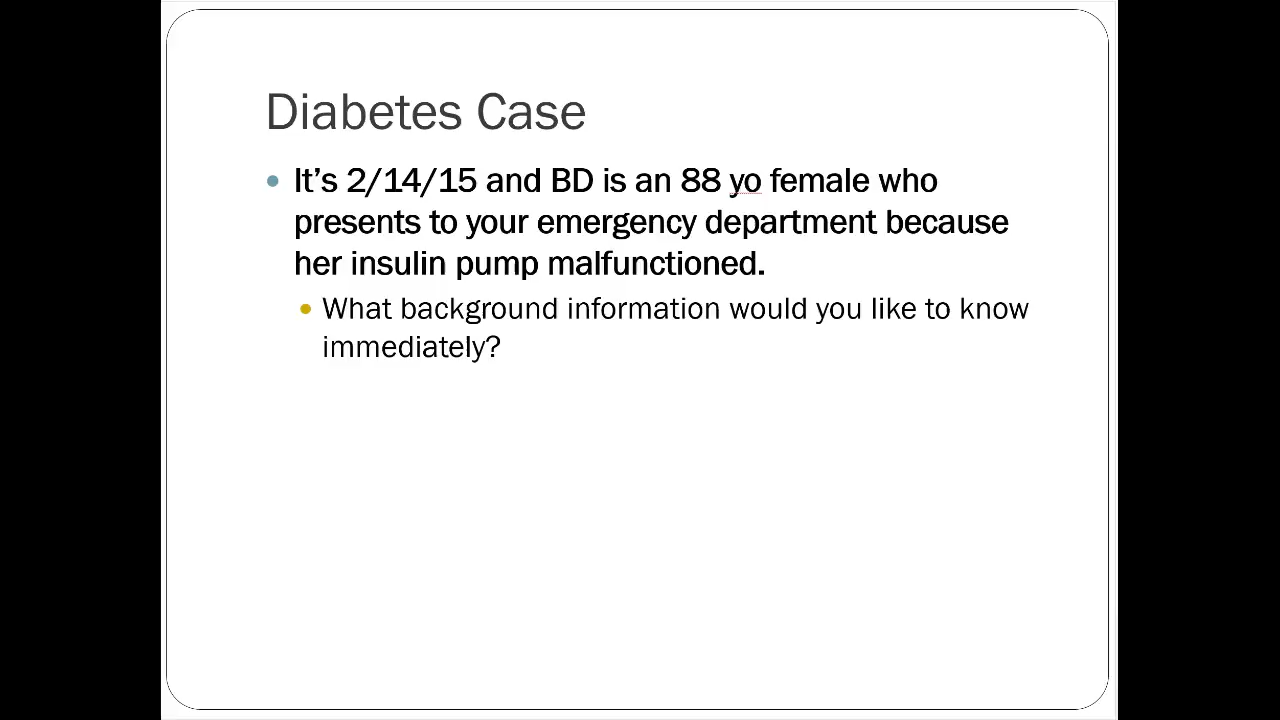 Diabetes Case
It’s 2/14/15 and BD is an 88 yo female who
presents to your emergency department because
her insulin pump malfunctioned.
What background information would you like to know
immediately?